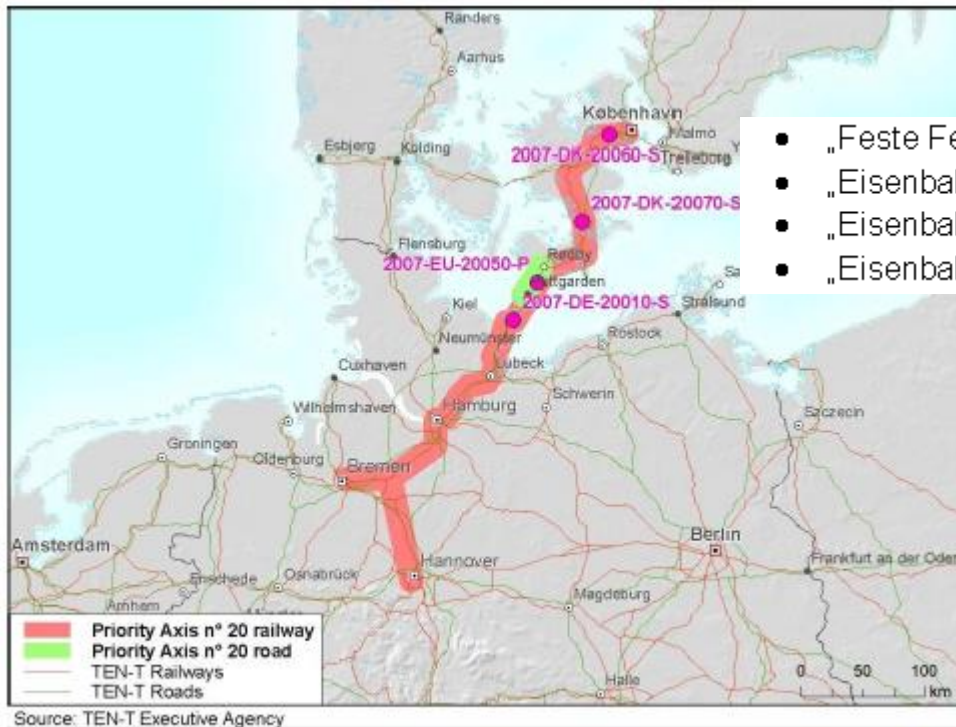 Randers
Aarhus
København
Malmö
Esbjerg
Kolding
2007-DK-20060-S
Trelleborg
2007-DK-20070-S
Flensburg
Rødby
2007-EU-20050-P
2007-DE-20010-S
Kiel
Stralsund
Neumünster
Rostock
Cuxhaven
Lübeck
Wilhelmshaven
Hamburg
Schwerin
Szczecin
Groningen
Oldenburg
Bremen
Amsterdam
Berlin
Hannover
Frankfurt an der Oder
Enschede
Osnabrück
Arnhem
Magdeburg
Halle
Priority Axis n° 20 railway
Priority Axis n° 20 road
TEN-T Railways
TEN-T Roads
0 50 100
km
Source: TEN-T Executive Agency
• „Feste Fe
• „Eisenbal
• „Eisenbal
• „Eisenbal